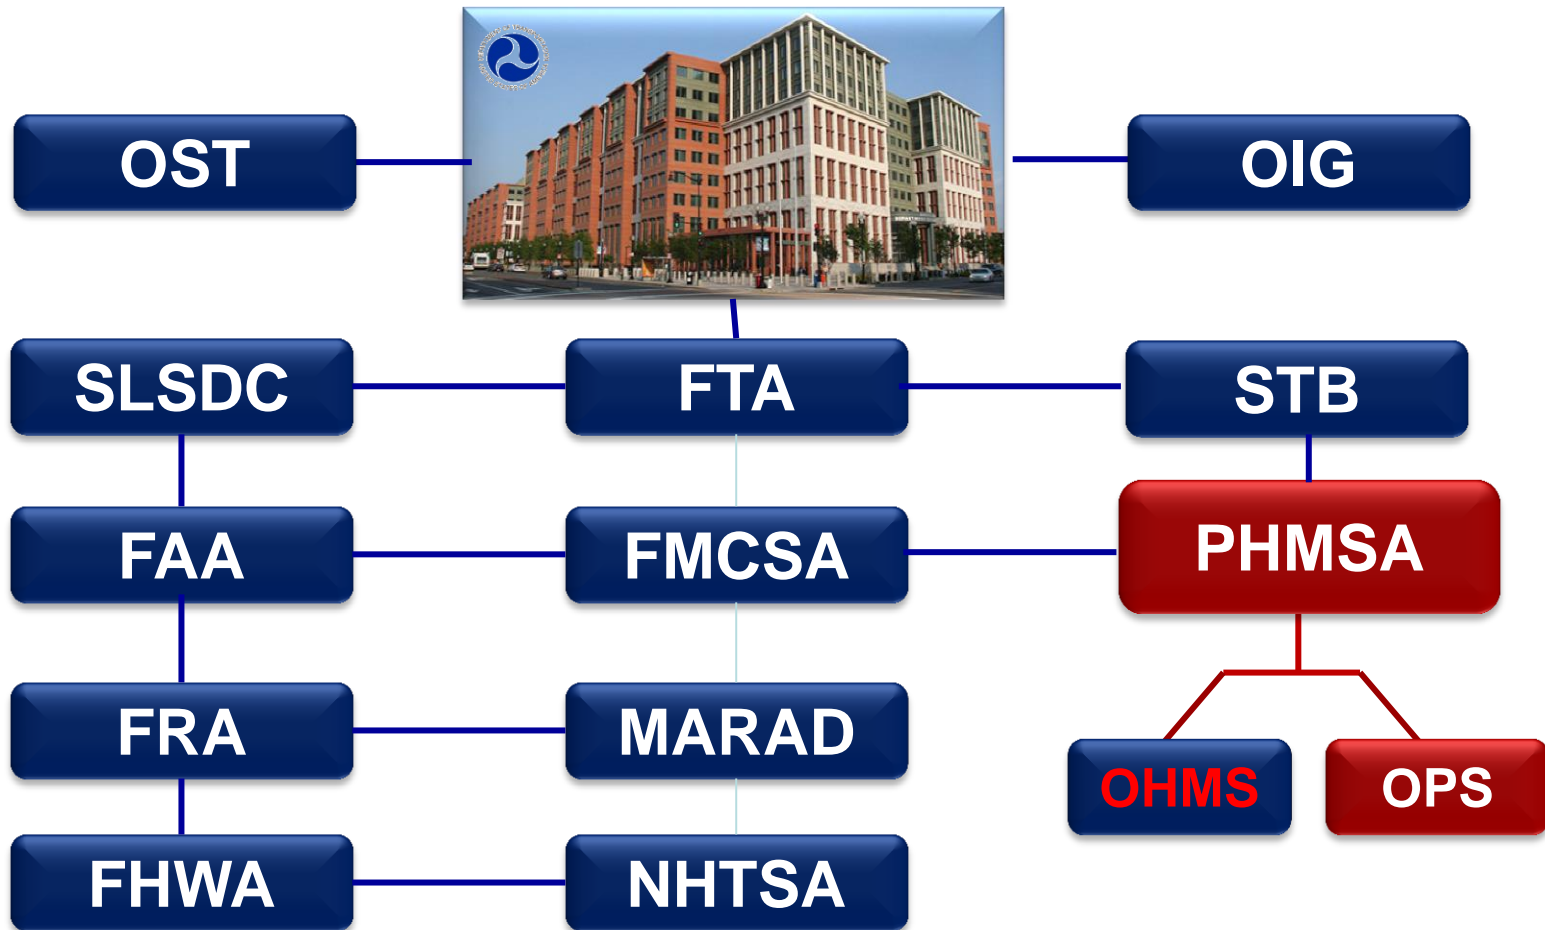 OST
OIG
SLSDC
FTA
STB
FAA
FMCSA
PHMSA
FRA
MARAD
OHMS
OPS
FHWA
NHTSA